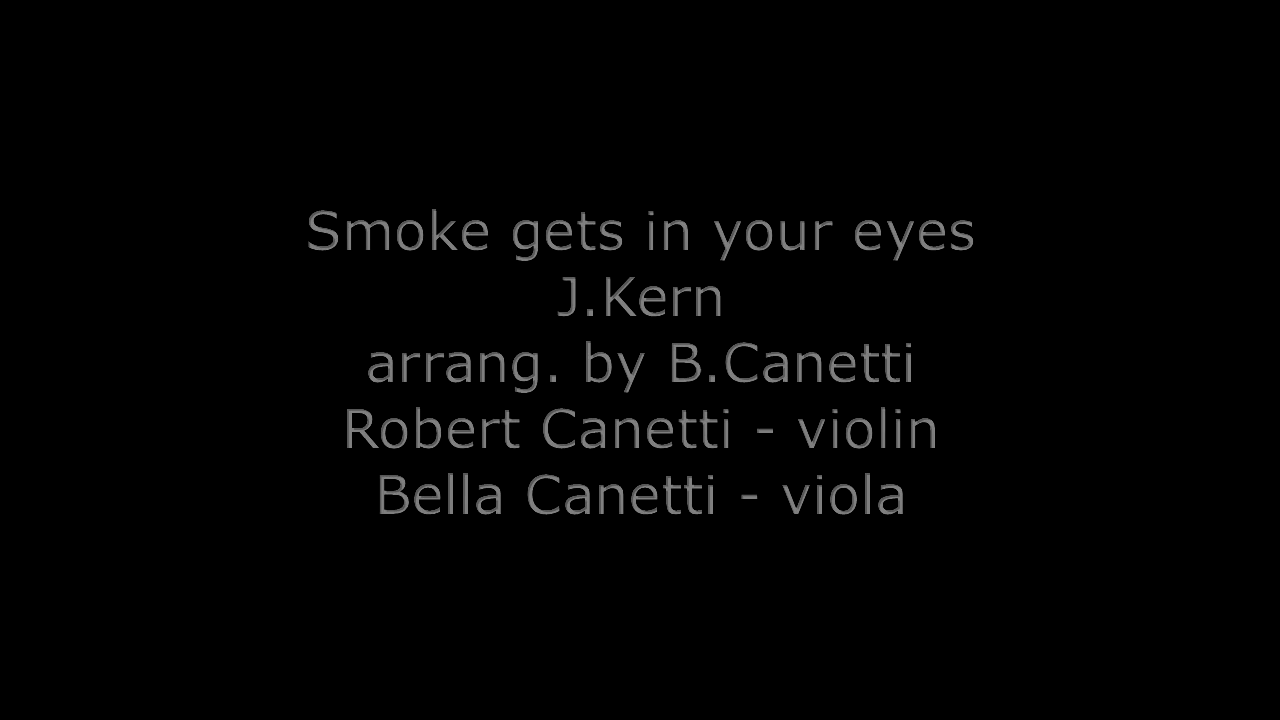 Smoke gets in your eyes
J.Kern
arrang. by B.Canetti
Robert Canetti - violin
Bella Canetti - viola